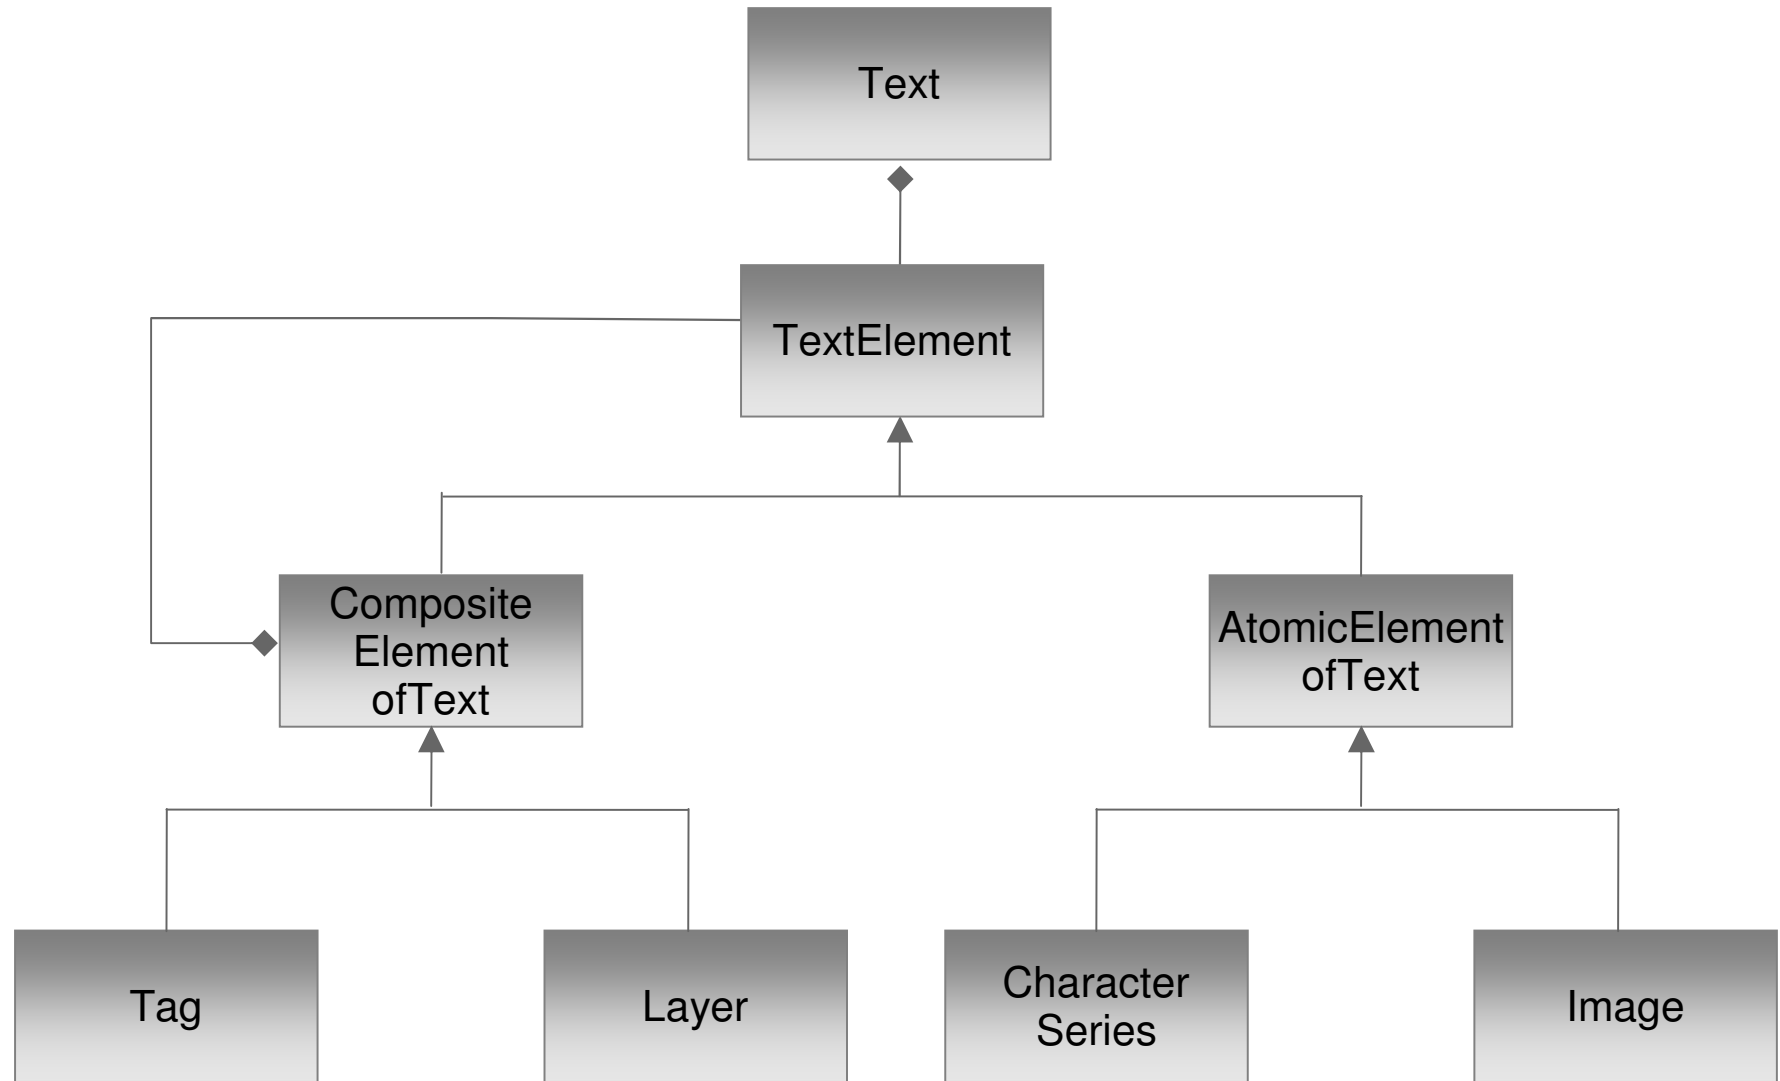 Text
TextElement
Composite
Element
ofText
AtomicElement
ofText
Tag
Layer
Character
Series
Image